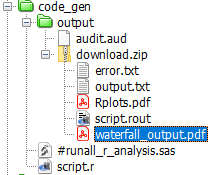 code_gen
output
audit.aud
download.zip
error.txt
output.txt
Rplots.pdf
script.rout
waterfall_output.pdf
#runall_r_analysis.sas
script.r